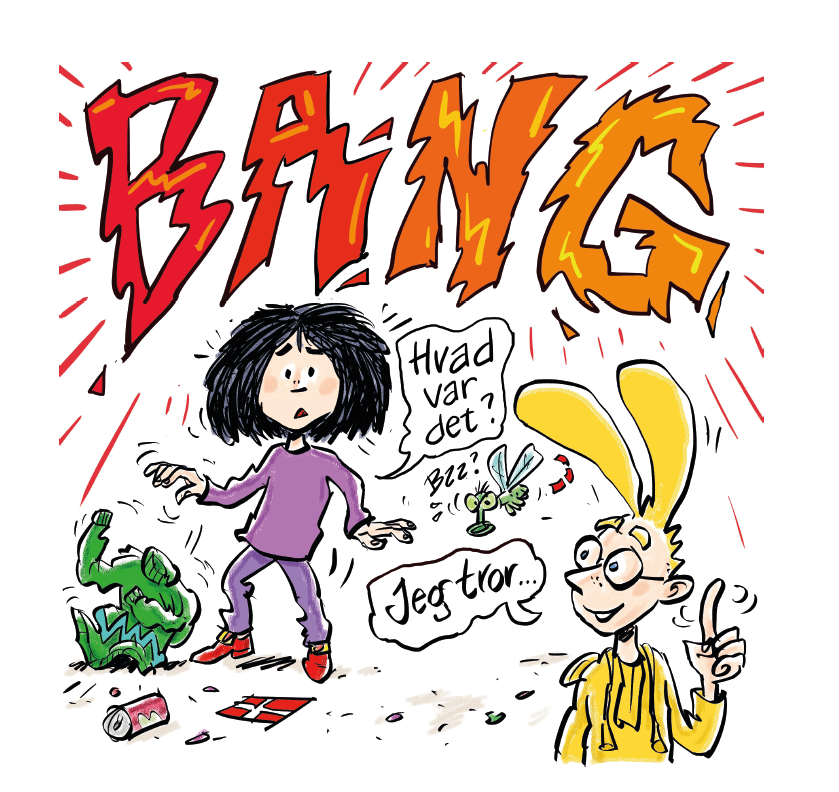 BANG
Hvad
var
det?
Bzz?
Jeg tror...